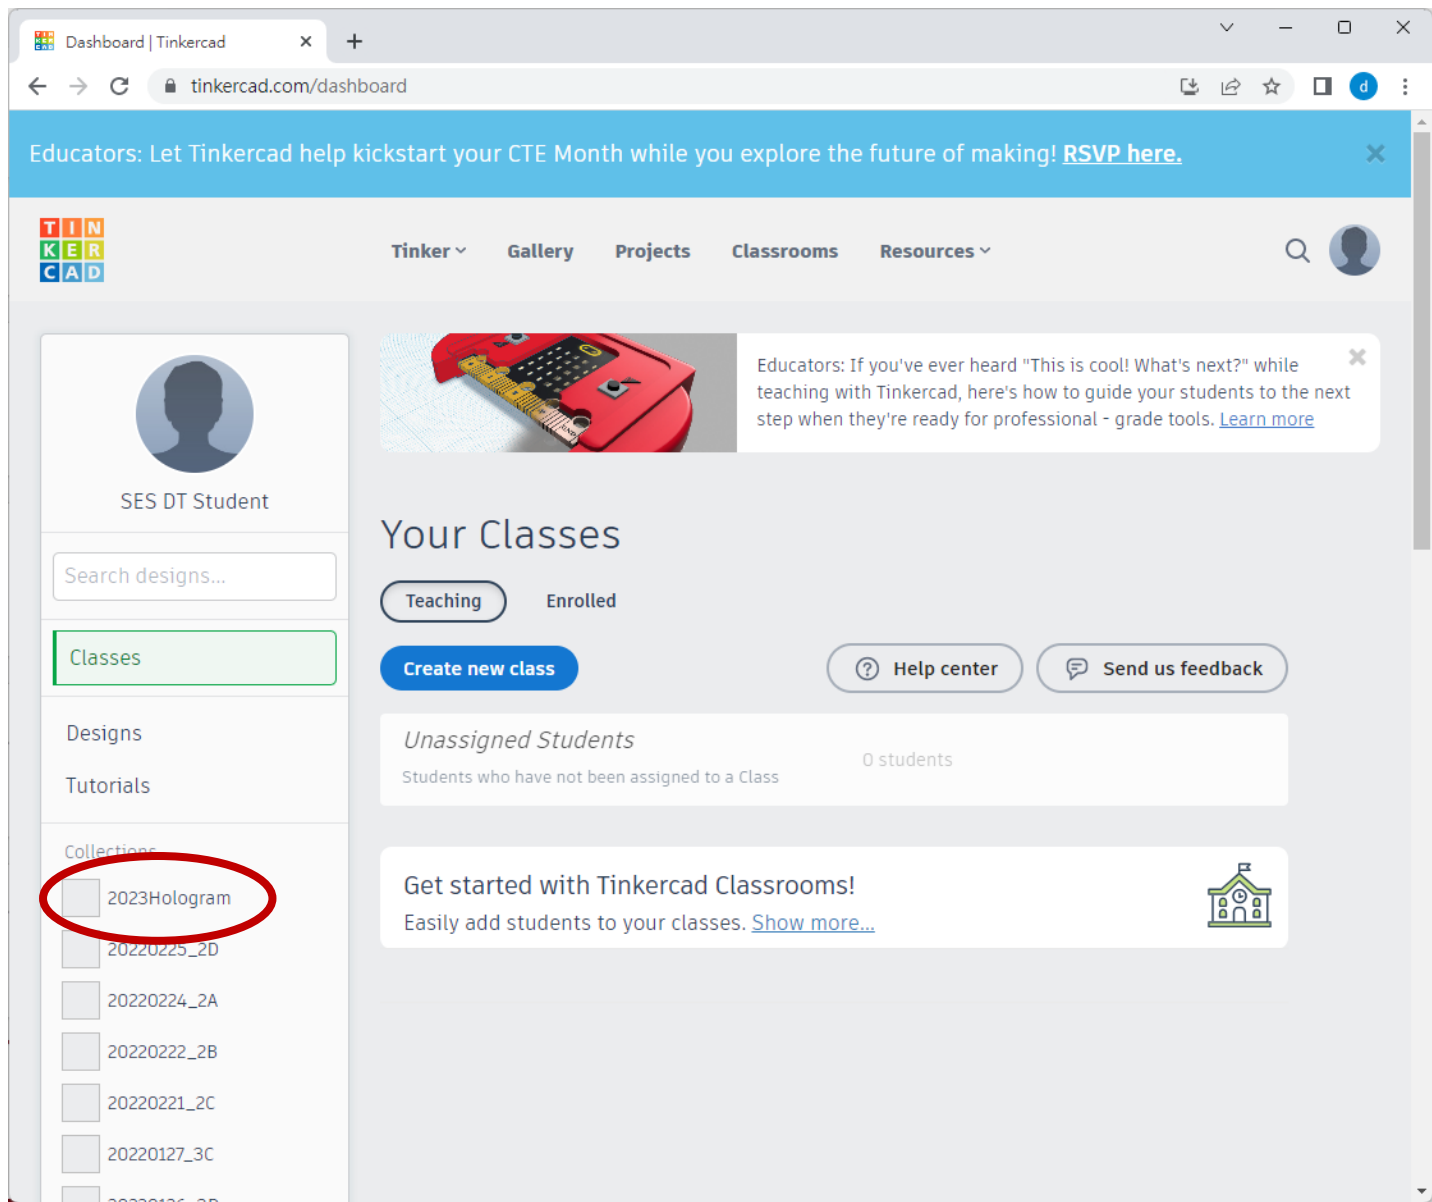 Dashboard | Tinkercad
tinkercad.com/dashboard
d
Educators: Let Tinkercad help kickstart your CTE Month while you explore the future of making! RSVP here.
TIN
KER
CAD
Tinker
Gallery
Projects
Classrooms
Resources
Educators: If you've ever heard "This is cool! What's next?" while
teaching with Tinkercad, here's how to guide your students to the next
step when they're ready for professional - grade tools. Learn more
SES DT Student
Search designs...
Classes
Designs
Tutorials
Collections
2023Hologram
20220225_2D
20220224_2A
20220222_2B
20220221_2C
20220127_3C
Your Classes
Teaching
Enrolled
Create new class
Help center
Send us feedback
Unassigned Students
Students who have not been assigned to a Class
0 students
Get started with Tinkercad Classrooms!
Easily add students to your classes. Show more...